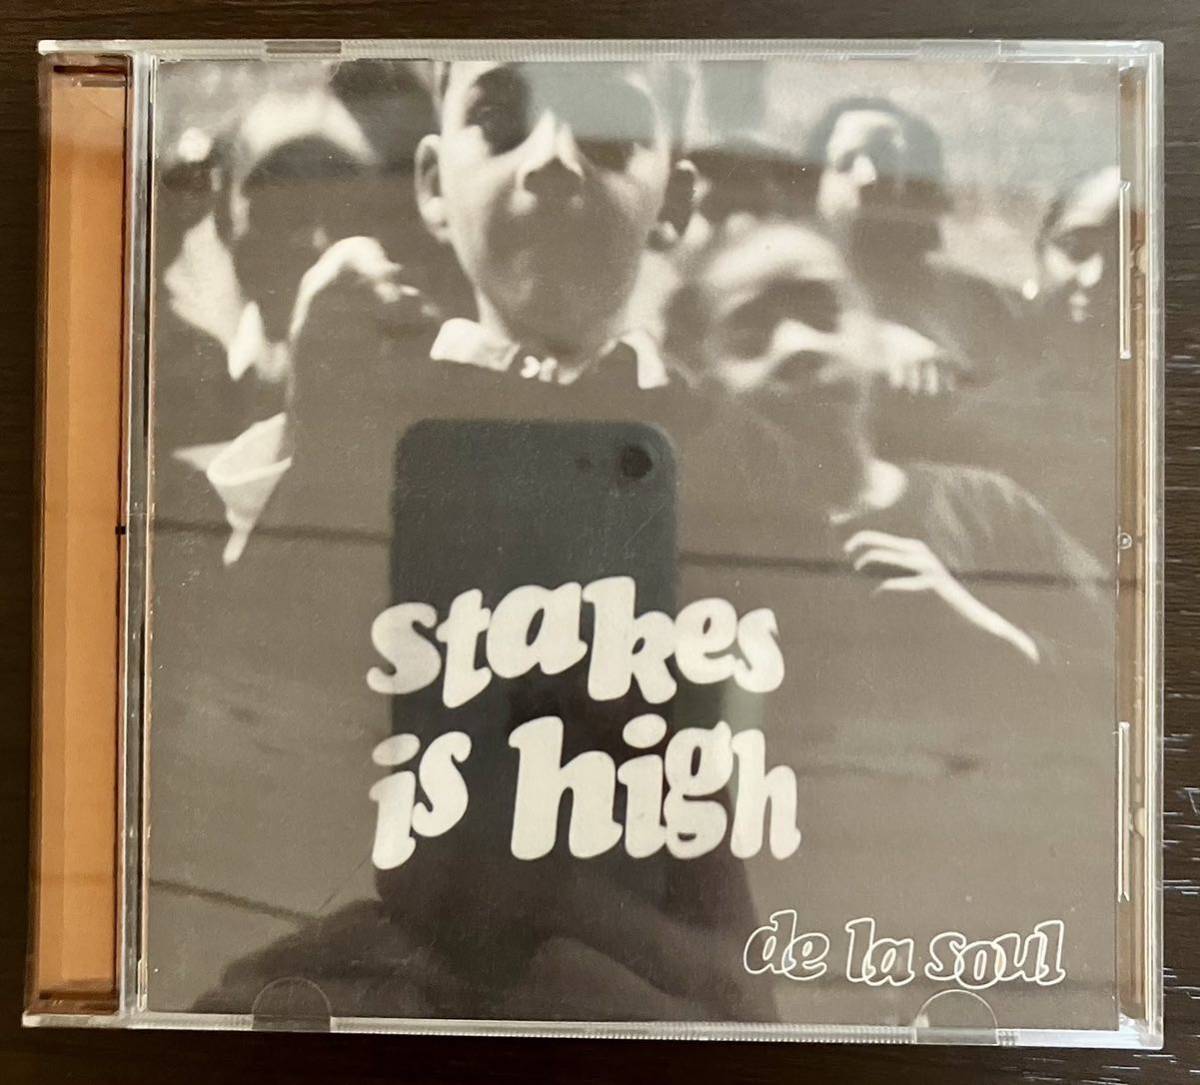 stakes
is high
de la soul